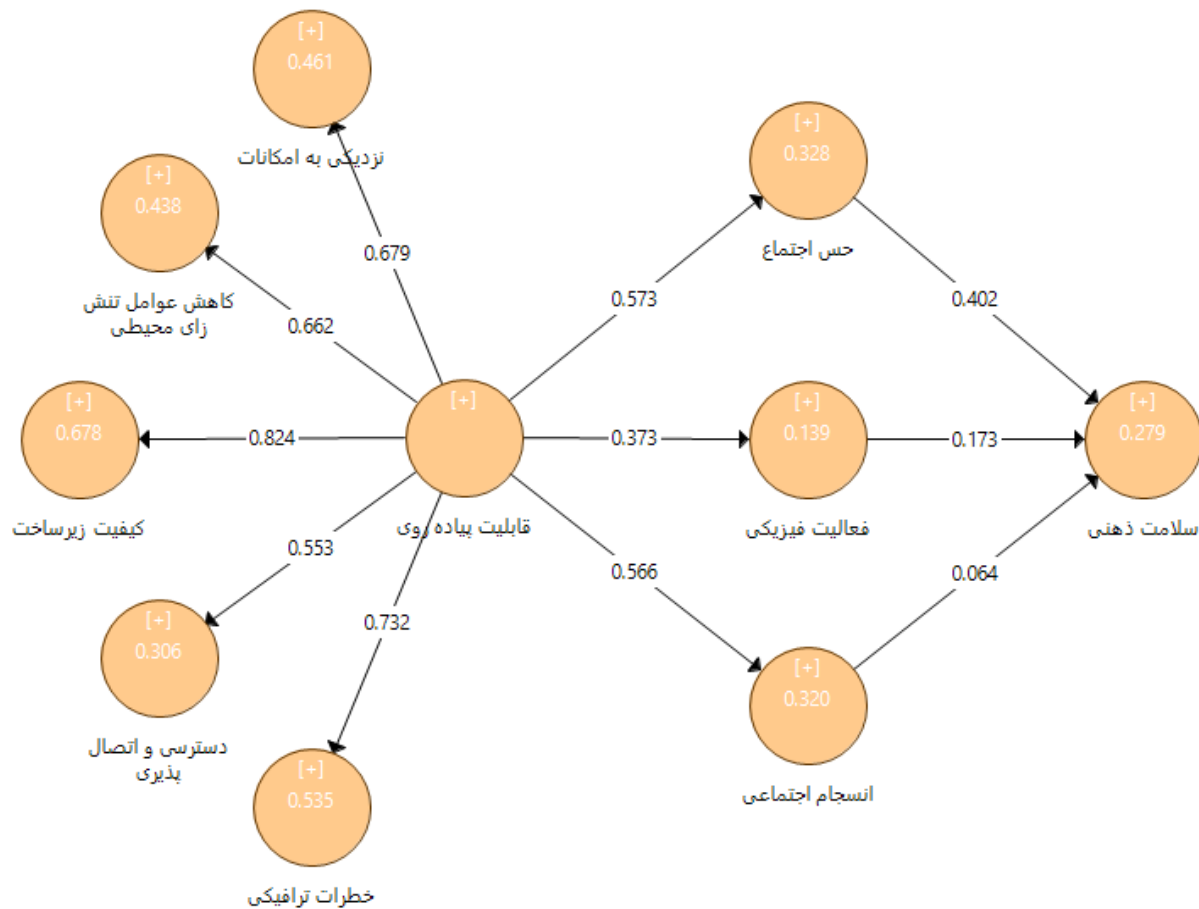 [+]
0.461
نزدیکی به امکانات
[+]
0.438
کاهش عوامل تنش
زای محیطی
[+]
0.678
کیفیت زیرساخت
[+]
0.306
دسترسی و اتصال
پذیری
[+]
0.535
خطرات ترافیکی
0.679
0.662
0.824
0.553
0.732
[+]
قابلیت پیاده روی
0.573
0.373
0.566
[+]
0.328
حس اجتماع
[+]
0.139
فعالیت فیزیکی
[+]
0.320
انسجام اجتماعی
0.402
0.173
0.064
[+]
0.279
سلامت ذهنی